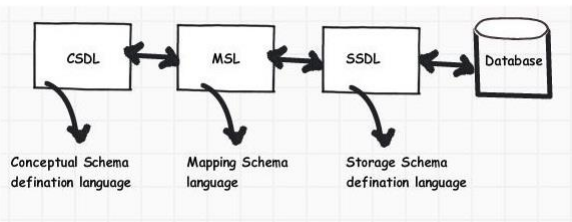 CSDL
MSL
SSDL
Database
Conceptual Schema
defination language
Mapping Schema
language
Storage Schema
defination language